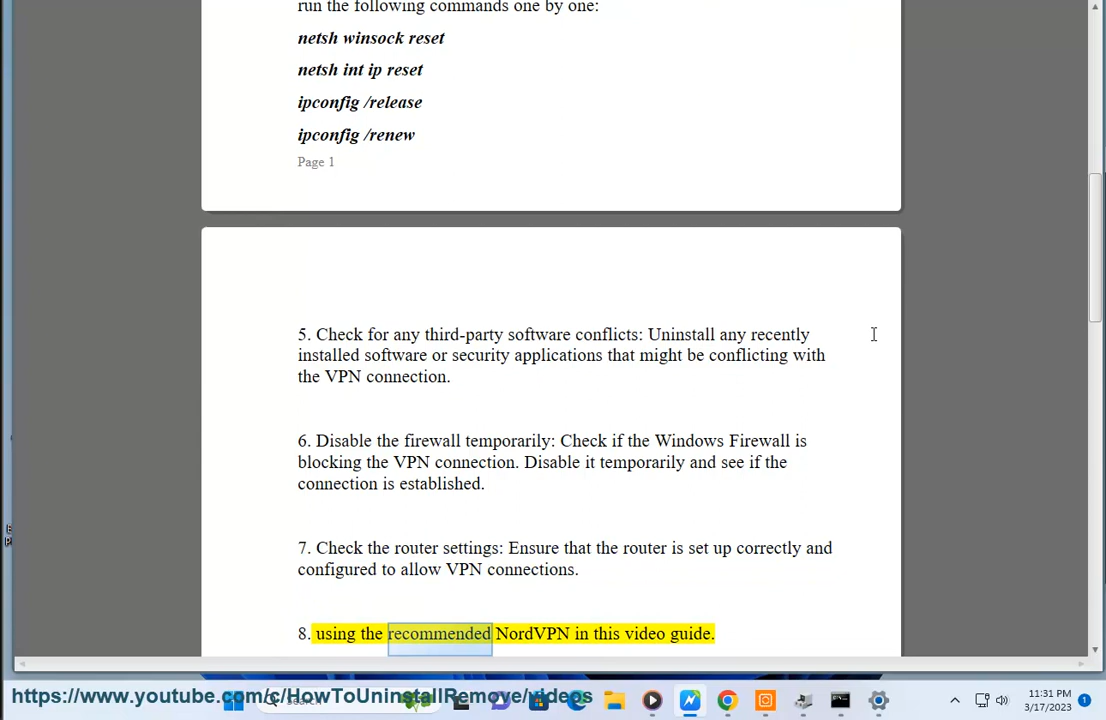 run the following commands one by one:
netsh winsock reset
netsh int ip reset
ipconfig /release
ipconfig /renew
Page 1
5. Check for any third-party software conflicts: Uninstall any recently
installed software or security applications that might be conflicting with
the VPN connection.
6. Disable the firewall temporarily: Check if the Windows Firewall is
blocking the VPN connection. Disable it temporarily and see if the
connection is established.
7. Check the router settings: Ensure that the router is set up correctly and
configured to allow VPN connections.
8. using the recommended NordVPN in this video guide.
https://www.youtube.com/c/HowToUninstallRemove/videos
11:31 PM
3/17/2023
1